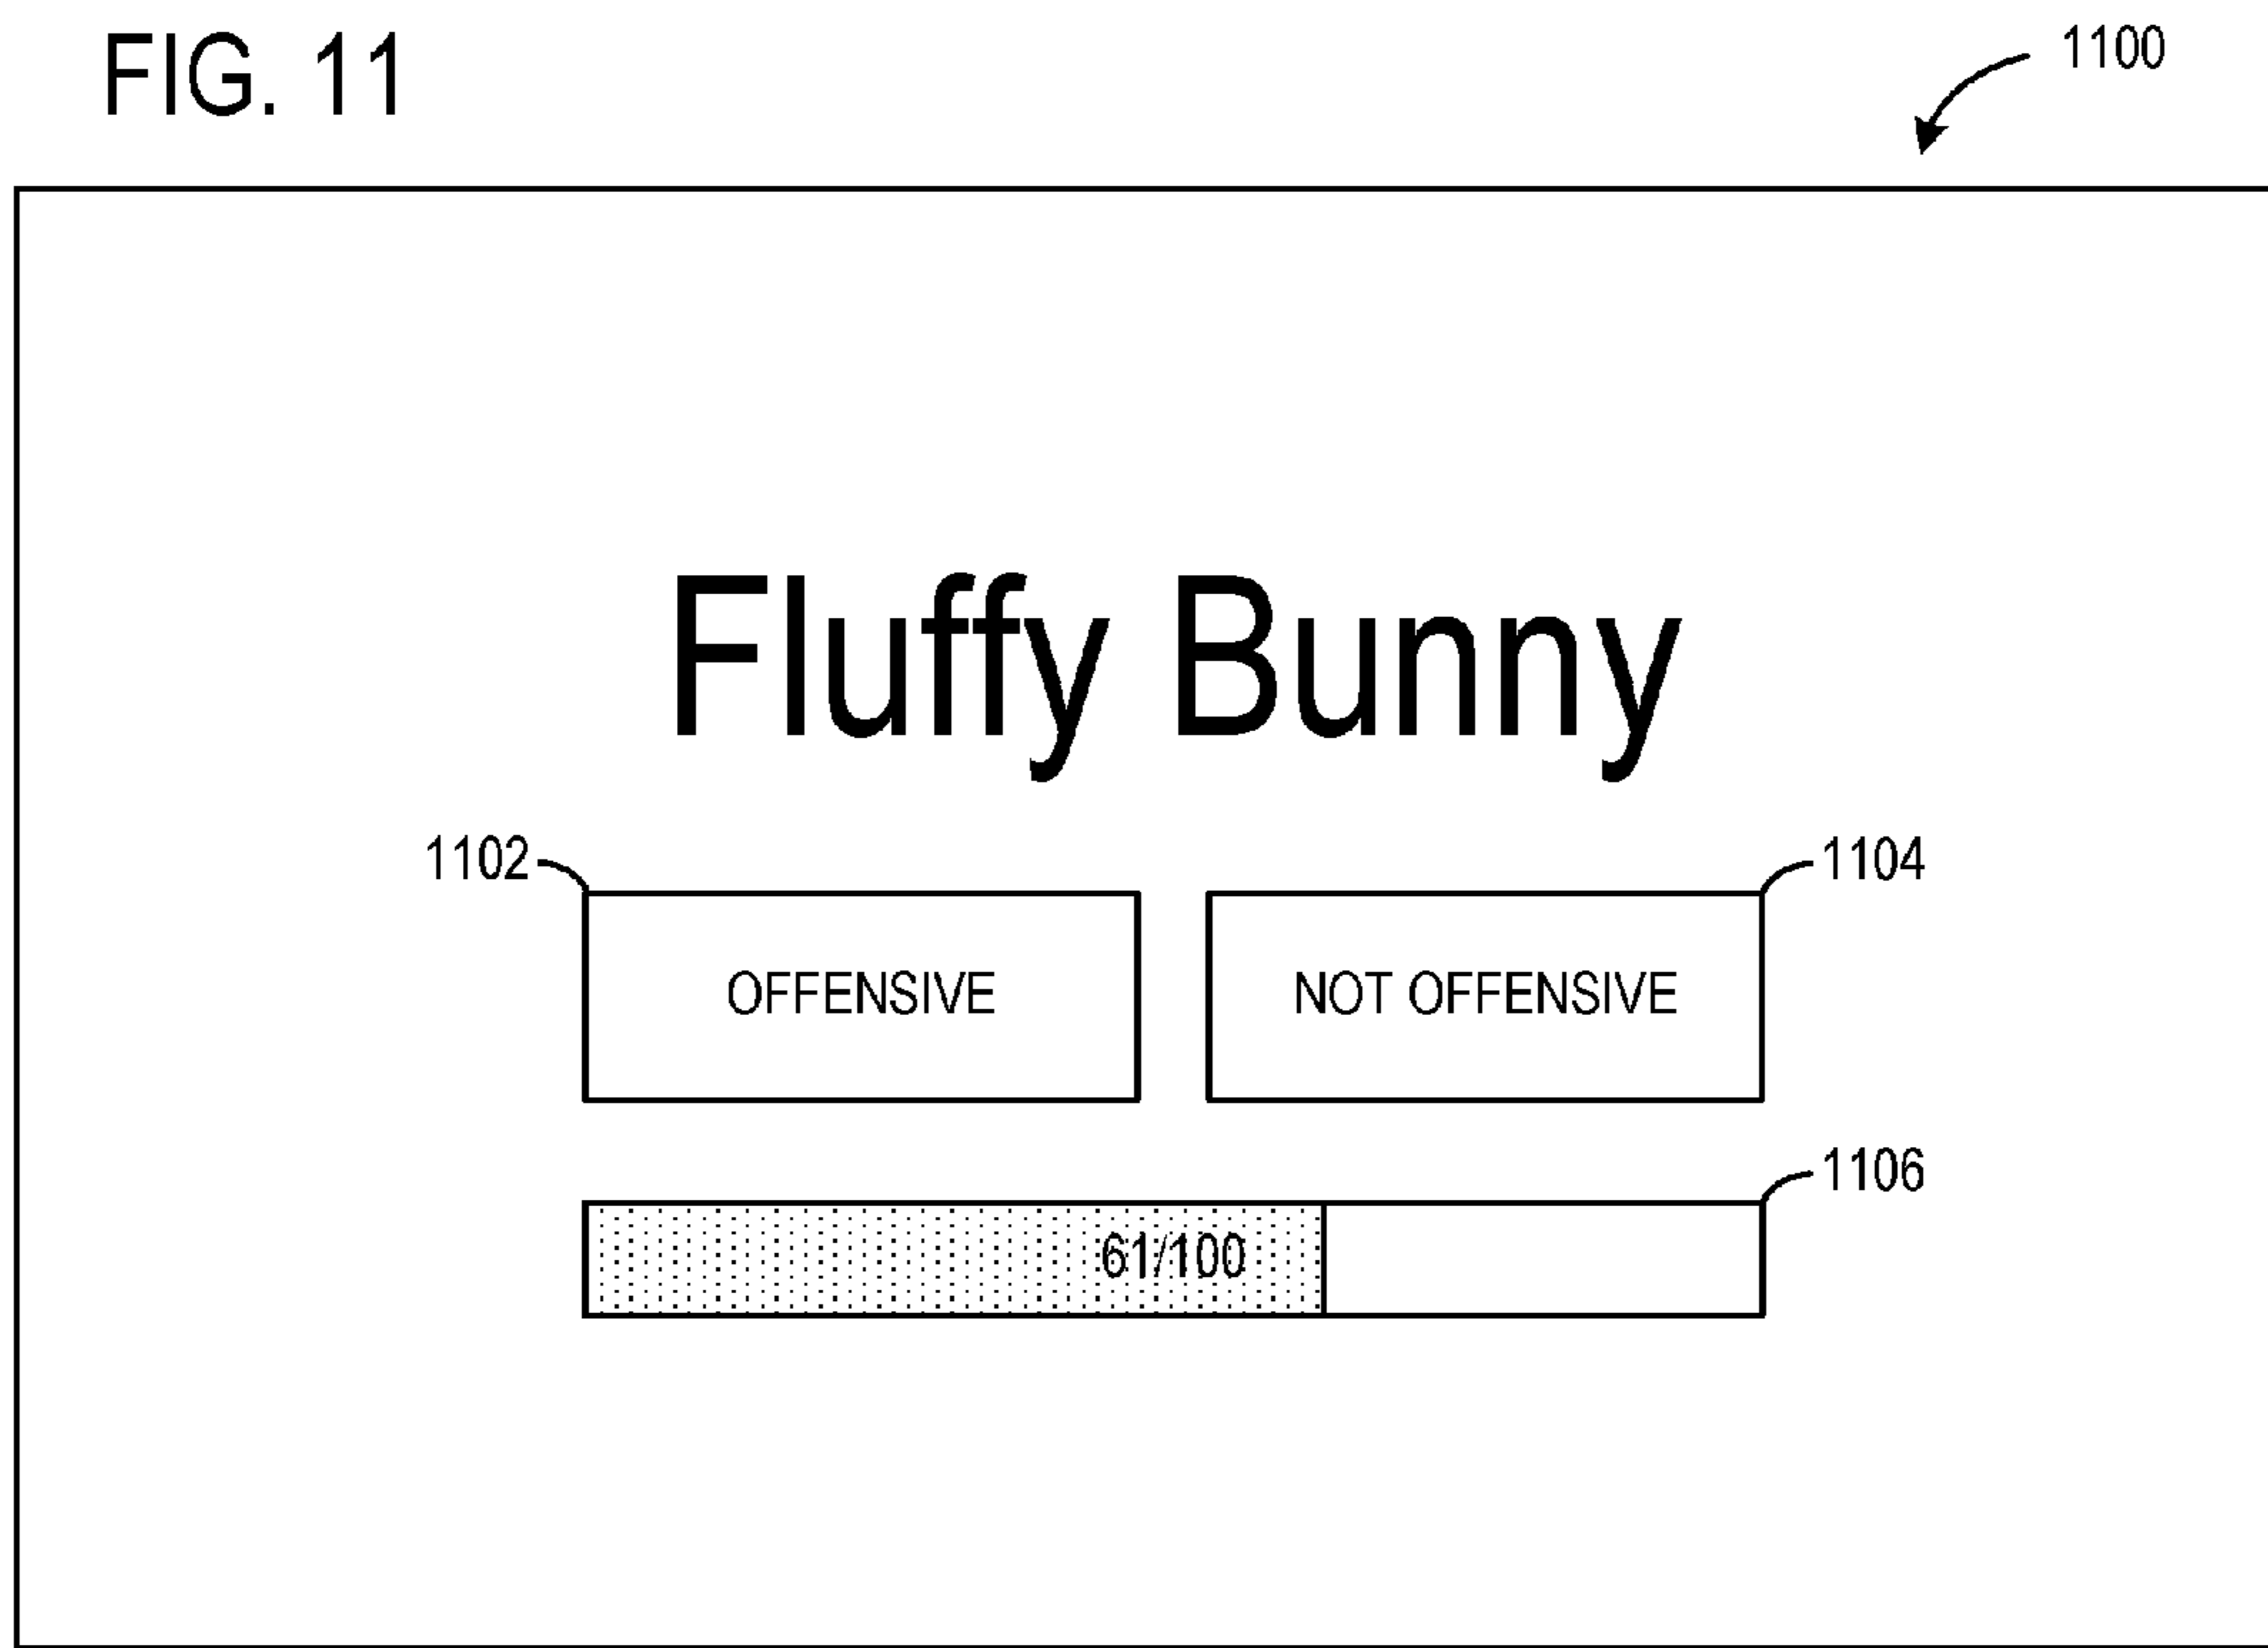 FIG. 11
1100
Fluffy Bunny
1102
1104
OFFENSIVE
NOT OFFENSIVE
1106
61/100